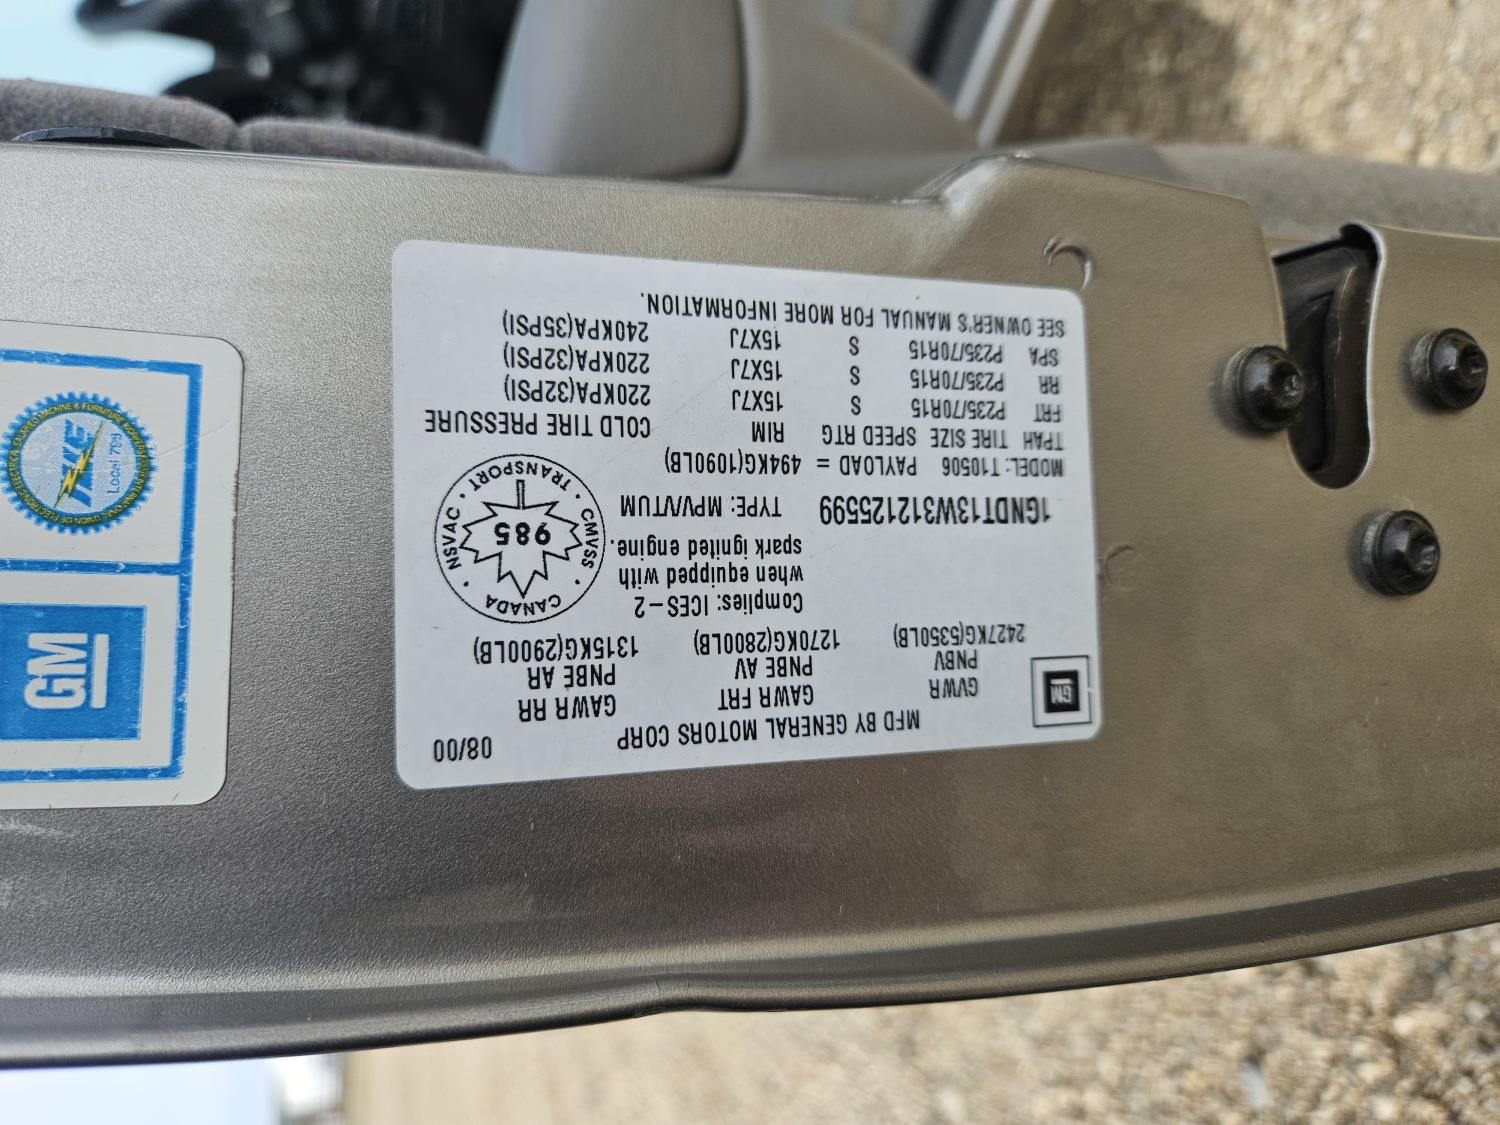 GM
MFD BY GENERAL MOTORS CORP 08/00
GVWR GAWR FRT GAWR RR
PNBV PNBE AV PNBE AR
2427KG(5350LB) 1270KG(2800LB) 1315KG(2900LB)
Complies: ICES-2
when equipped with
spark ignited engine.
CANADA • CMVSS • TRANSPORT • NSVAC •
985
1GNDT13W312125599 TYPE: MPV/VTUM
MODEL: T10506 PAYLOAD = 494KG(1090LB)
TPAH TIRE SIZE SPEED RTG RIM COLD TIRE PRESSURE
FRT P235/70R15 S 15X7J 220KPA(32PSI)
RR P235/70R15 S 15X7J 220KPA(32PSI)
SPA P235/70R15 S 15X7J 240KPA(35PSI)
SEE OWNER'S MANUAL FOR MORE INFORMATION.
GM
IUE
Local 798